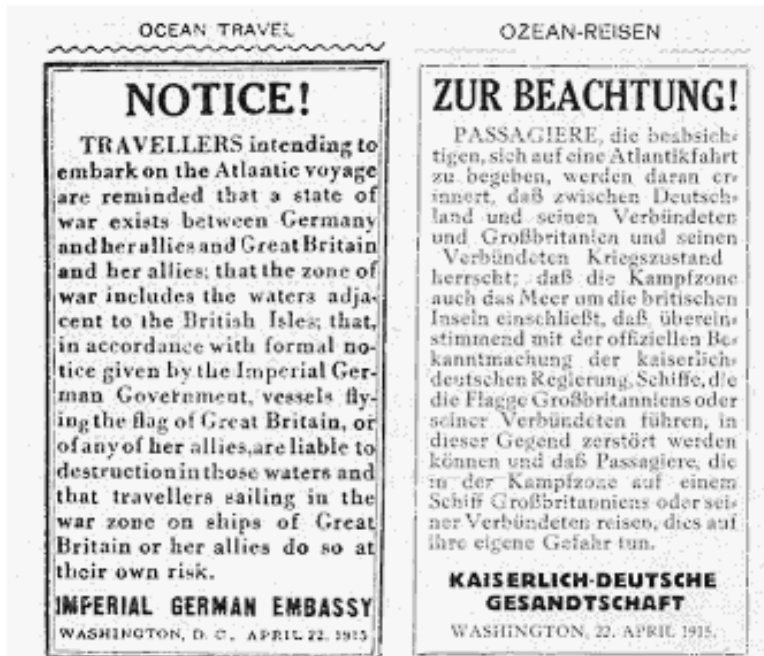 OCEAN TRAVEL
NOTICE!
TRAVELLERS intending to
embark on the Atlantic voyage
are reminded that a state of
war exists between Germany
and her allies and Great Britain
and her allies; that the zone of
war includes the waters adja-
cent to the British Isles; that,
in accordance with formal no-
tice given by the Imperial Ger-
man Government, vessels fly-
ing the flag of Great Britain, or
of any of her allies, are liable to
destruction in those waters and
that travellers sailing in the
war zone on ships of Great
Britain or her allies do so at
their own risk.
IMPERIAL GERMAN EMBASSY
WASHINGTON, D. C., APRIL 22, 1915
OZEAN-REISEN
ZUR BEACHTUNG!
PASSAGIERE, die beabsich-
tigen, sich auf eine Atlantikfahrt
zu begeben, werden daran er-
innert, daß zwischen Deutsch-
land und seinen Verbündeten
und Großbritanien und seinen
Verbündeten Kriegszustand
herrscht; daß die Kampfzone
auch das Meer um die britischen
Inseln einschließt, daß, überein-
stimmend mit der offiziellen Be-
kanntmachung der kaiserlich-
deutschen Regierung, Schiffe, die
die Flagge Großbritanniens oder
seiner Verbündeten führen, in
dieser Gegend zerstört werden
können und daß Passagiere, die
in der Kampfzone auf einem
Schiff Großbritanniens oder sei-
ner Verbündeten reisen, dies auf
ihre eigene Gefahr tun.
KAISERLICH-DEUTSCHE
GESANDTSCHAFT
WASHINGTON, 22. APRIL 1915.